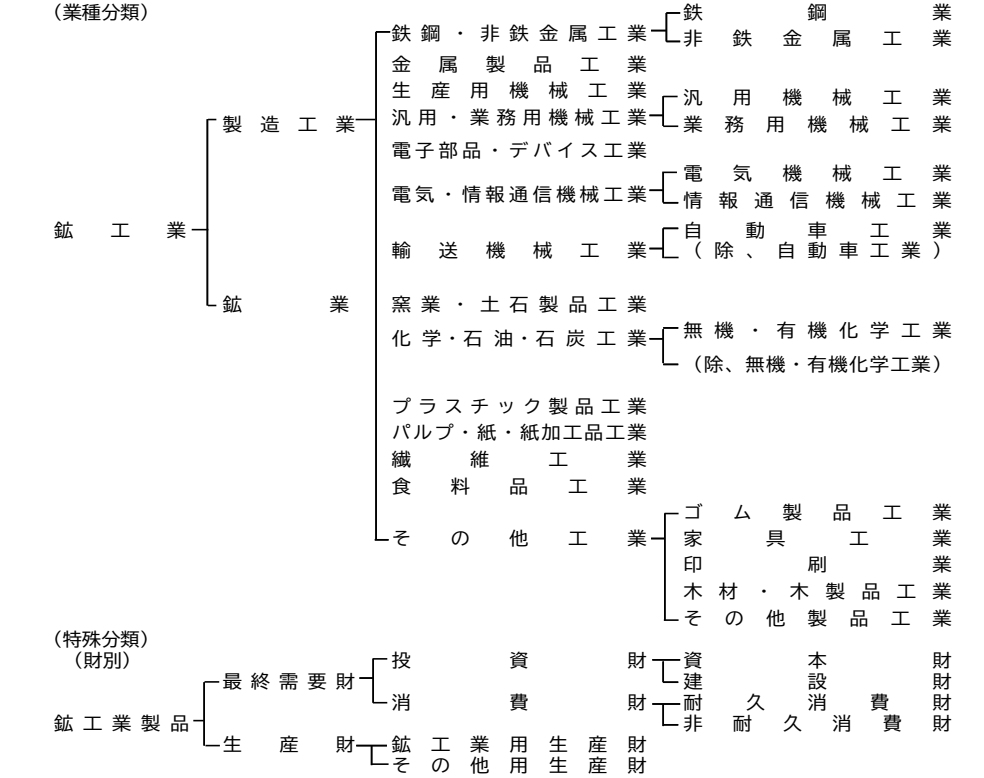 （業種分類）
鉄鋼業
鉄鋼・非鉄金属工業
非鉄金属工業
金属製品工業
生産用機械工業
汎用機械工業
汎用・業務用機械工業
業務用機械工業
製造工業
電子部品・デバイス工業
電気機械工業
電気・情報通信機械工業
情報通信機械工業
自動車工業
鉱工業
輸送機械工業
（除、自動車工業）
鉱業
窯業・土石製品工業
無機・有機化学工業
化学・石油・石炭工業
（除、無機・有機化学工業）
プラスチック製品工業
パルプ・紙・紙加工品工業
繊維工業
食料品工業
ゴム製品工業
その他工業
家具工業
印刷業
木材・木製品工業
その他製品工業
（特殊分類）
（財別）
投資財
資本財
最終需要財
建設財
消費財
耐久消費財
鉱工業製品
非耐久消費財
生産財
鉱工業用生産財
その他用生産財